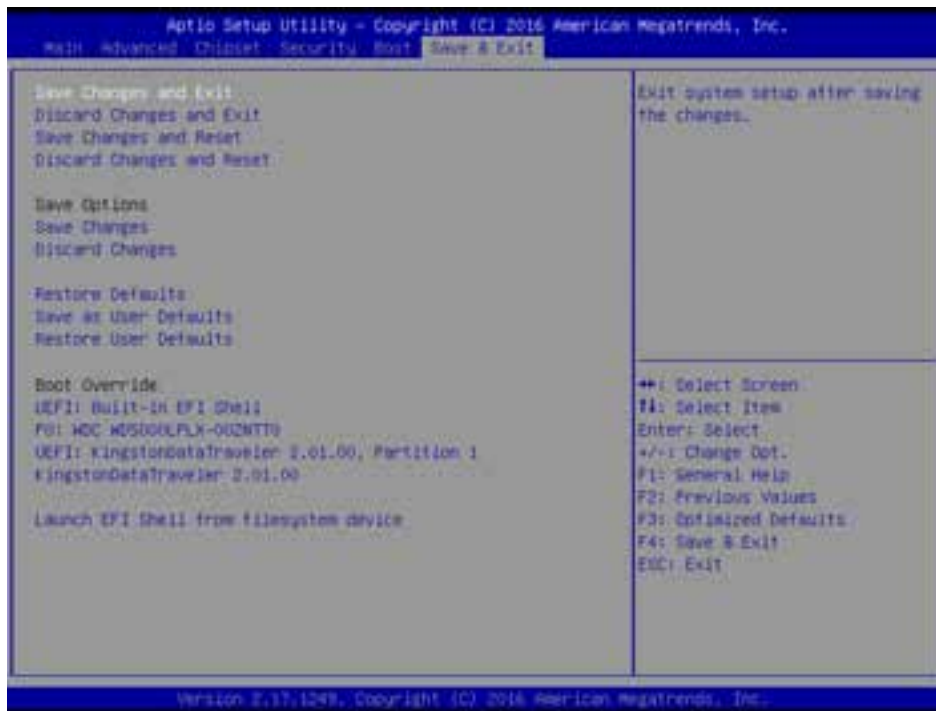 Aptio Setup Utility - Copyright (C) 2016 American Megatrends, Inc.
Main Advanced Chipset Security Boot Save & Exit
Save Changes and Exit
Discard Changes and Exit
Save Changes and Reset
Discard Changes and Reset
Save Options
Save Changes
Discard Changes
Restore Defaults
Save as User Defaults
Restore User Defaults
Boot Override
UEFI: Built-in EFI Shell
P0: WDC WD5000LPLX-00ZNTT0
UEFI: KingstonDataTraveler 2.01.00, Partition 1
KingstonDataTraveler 2.01.00
Launch EFI Shell from filesystem device
Exit system setup after saving
the changes.
→←: Select Screen
↑↓: Select Item
Enter: Select
+/-: Change Opt.
F1: General Help
F2: Previous Values
F3: Optimized Defaults
F4: Save & Exit
ESC: Exit
Version 2.17.1249. Copyright (C) 2016 American Megatrends, Inc.